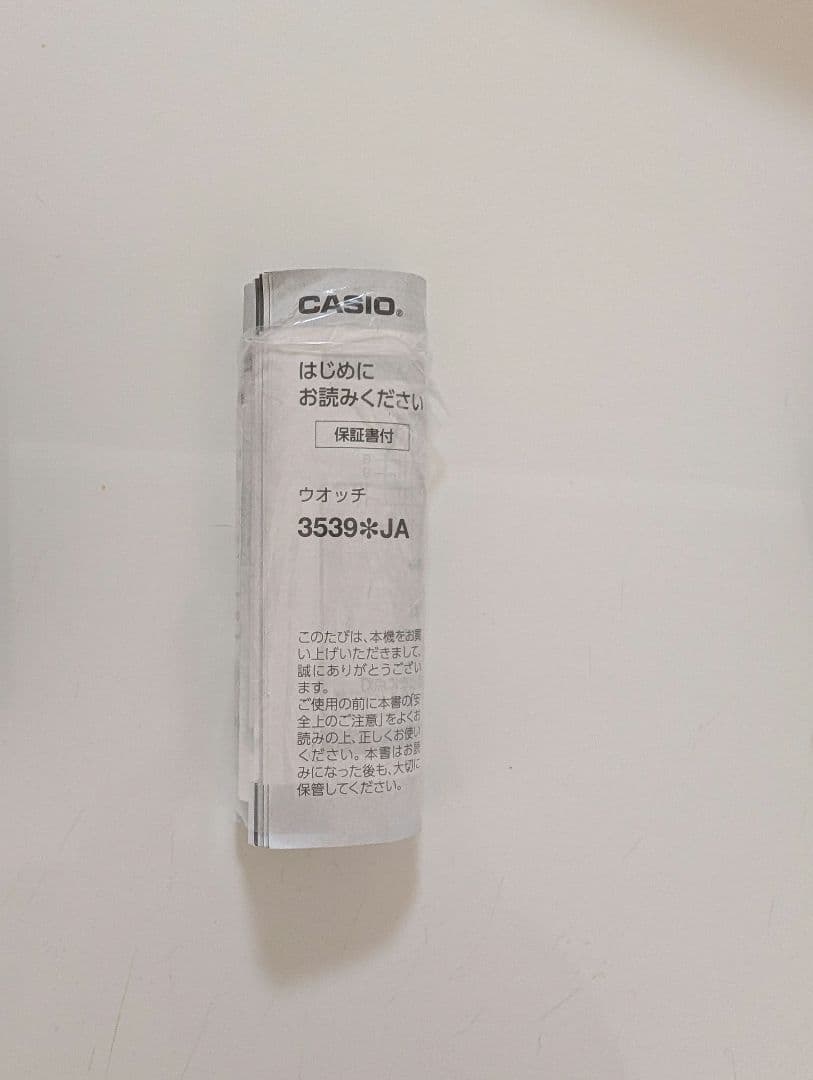 CASIO®
はじめに
お読みください
保証書付
ウオッチ
3539✻JA
このたびは、本機をお買
い上げいただきまして、
誠にありがとうござい
ます。
ご使用の前に本書の「安
全上のご注意」をよくお
読みの上、正しくお使い
ください。本書はお読
みになった後も、大切に
保管してください。